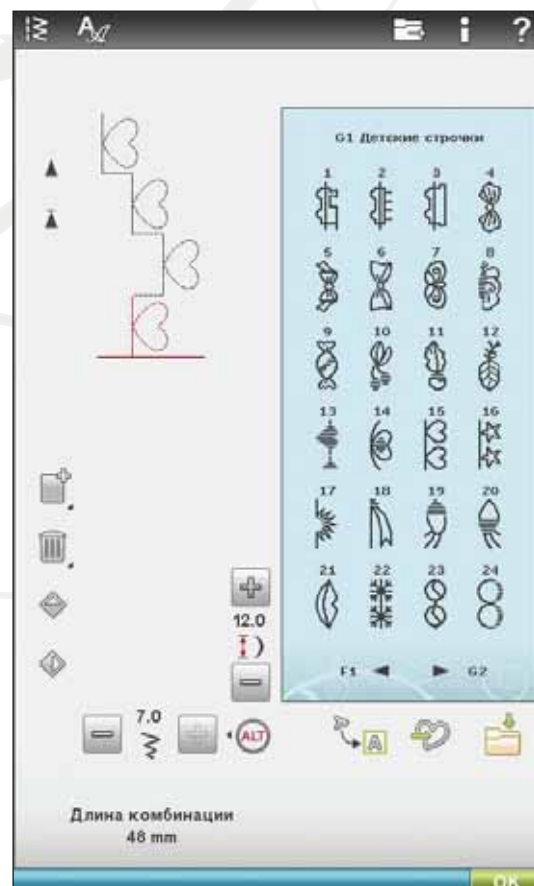 A ?
G1 Детские строчки
1 2 3 4
5 6 7 8
9 10 11 12
13 14 15 16
17 18 19 20
21 22 23 24
F1 G2
12.0
7.0
ALT
A
Длина комбинации
48 mm
OK